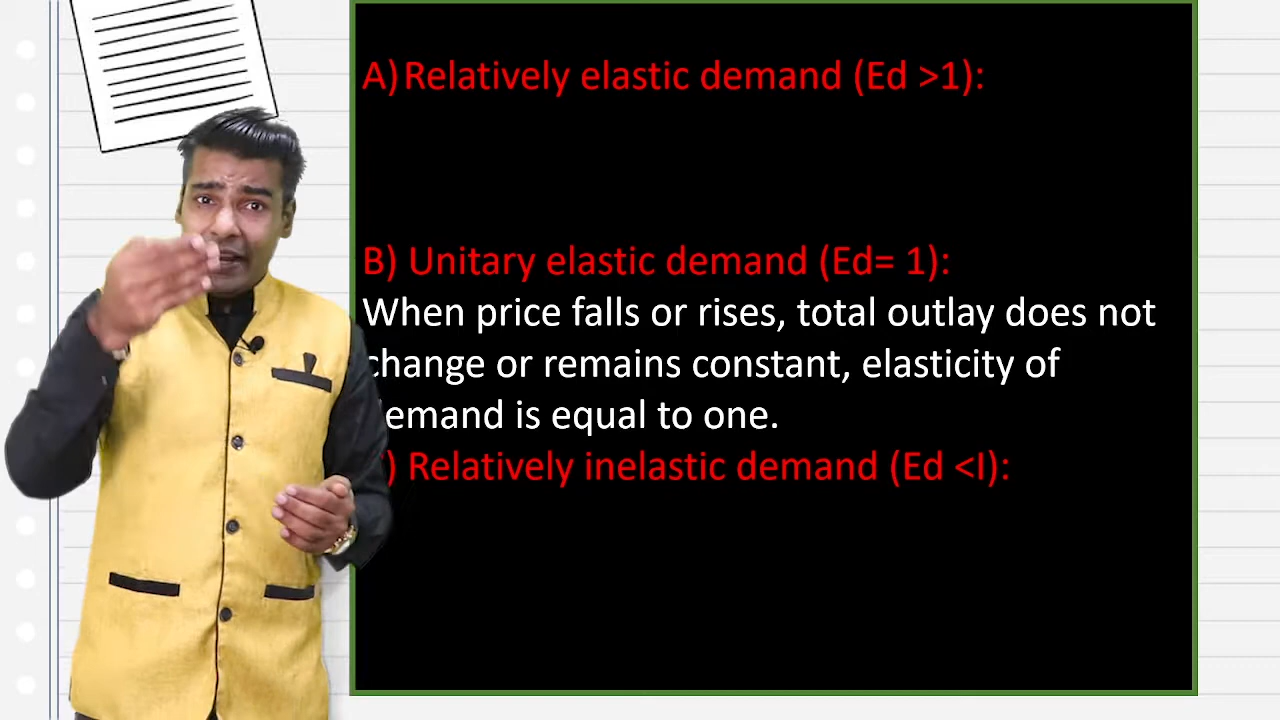 A) Relatively elastic demand (Ed >1):
B) Unitary elastic demand (Ed= 1):
When price falls or rises, total outlay does not
change or remains constant, elasticity of
demand is equal to one.
) Relatively inelastic demand (Ed <I):